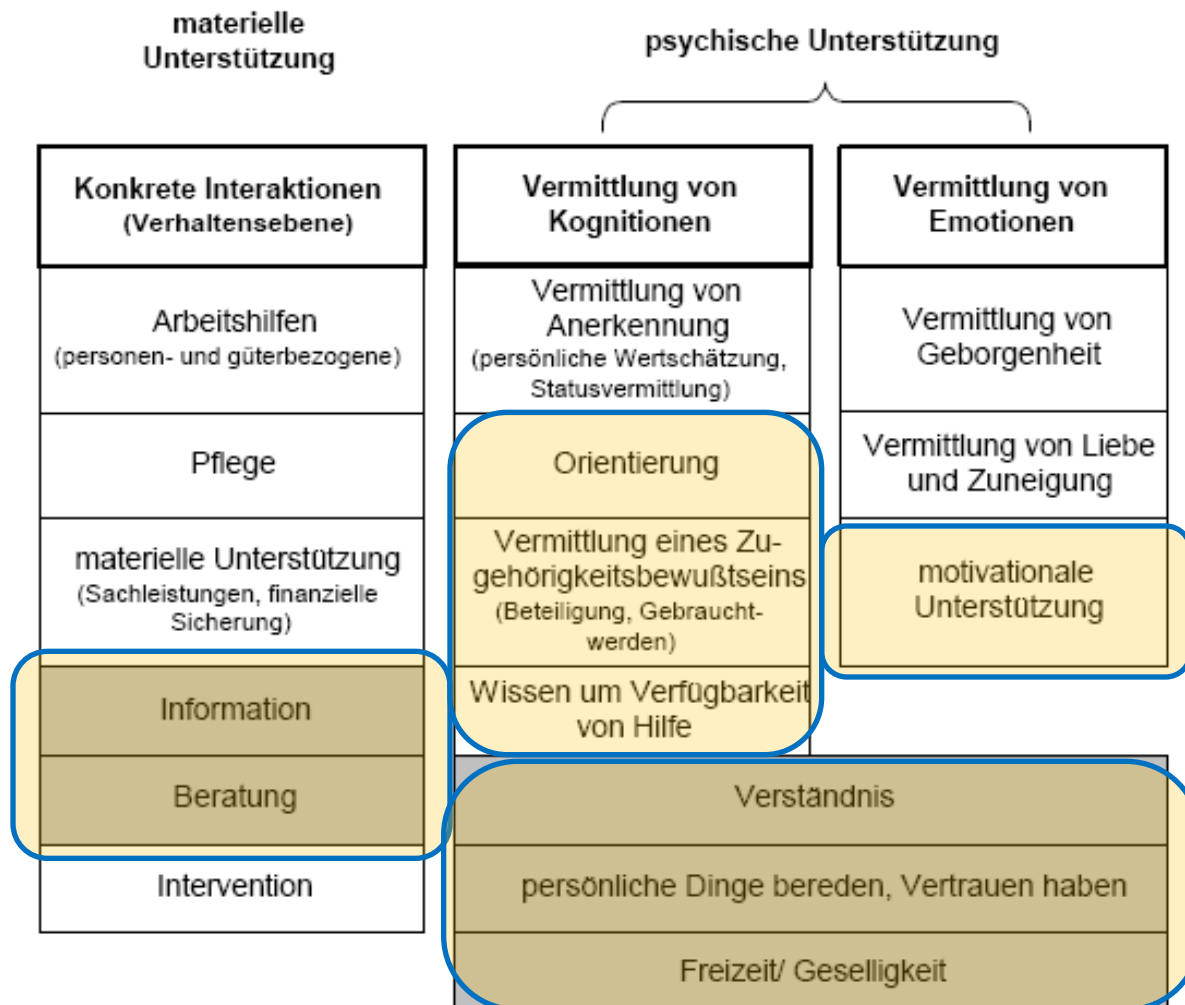 materielle
Unterstützung
psychische Unterstützung
Konkrete Interaktionen
(Verhaltensebene)
Arbeitshilfen
(personen- und güterbezogene)
Pflege
materielle Unterstützung
(Sachleistungen, finanzielle
Sicherung)
Information
Beratung
Intervention
Vermittlung von
Kognitionen
Vermittlung von
Anerkennung
(persönliche Wertschätzung,
Statusvermittlung)
Orientierung
Vermittlung eines Zu-
gehörigkeitsbewußtseins
(Beteiligung, Gebraucht-
werden)
Wissen um Verfügbarkeit
von Hilfe
Vermittlung von
Emotionen
Vermittlung von
Geborgenheit
Vermittlung von Liebe
und Zuneigung
motivationale
Unterstützung
Verständnis
persönliche Dinge bereden, Vertrauen haben
Freizeit/ Geselligkeit